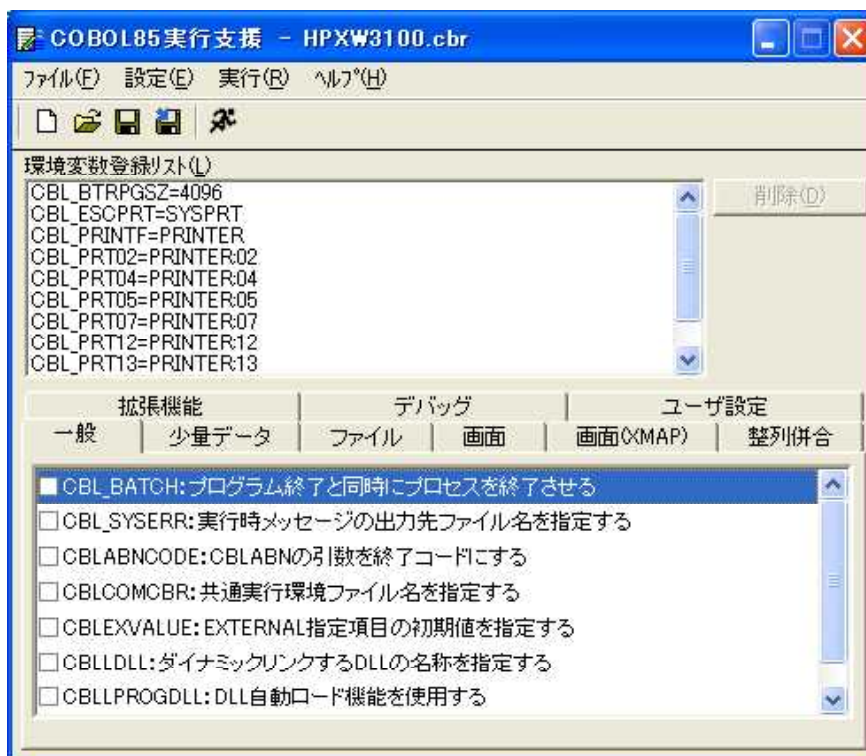 COBOL85実行支援 - HPXW3100.cbr
ファイル(F) 設定(E) 実行(R) ヘルプ(H)
環境変数登録リスト(L)
CBL_BTRPGSZ=4096
CBL_ESCPRT=SYSPRT
CBL_PRINTF=PRINTER
CBL_PRT02=PRINTER:02
CBL_PRT04=PRINTER:04
CBL_PRT05=PRINTER:05
CBL_PRT07=PRINTER:07
CBL_PRT12=PRINTER:12
CBL_PRT13=PRINTER:13
削除(D)
拡張機能 デバッグ ユーザ設定
一般 少量データ ファイル 画面 画面(XMAP) 整列併合
CBL_BATCH:プログラム終了と同時にプロセスを終了させる
CBL_SYSERR:実行時メッセージの出力先ファイル名を指定する
CBLABNCODE:CBLABNの引数を終了コードにする
CBLCOMCBR:共通実行環境ファイル名を指定する
CBLEXVALUE:EXTERNAL指定項目の初期値を指定する
CBLLDLL:ダイナミックリンクするDLLの名称を指定する
CBLLPROGDLL:DLL自動ロード機能を使用する